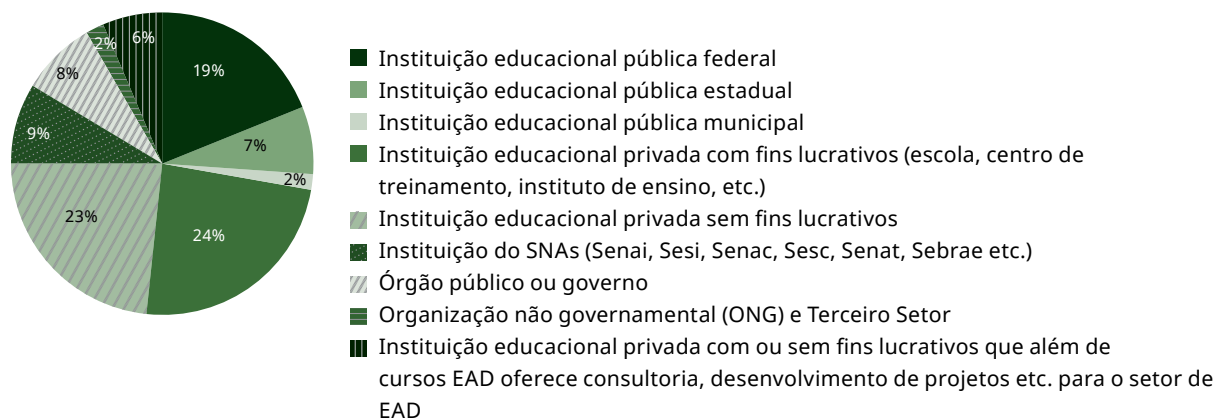 6%
2%
19%
8%
9%
7%
2%
23%
24%
Instituição educacional pública federal
Instituição educacional pública estadual
Instituição educacional pública municipal
Instituição educacional privada com fins lucrativos (escola, centro de
treinamento, instituto de ensino, etc.)
Instituição educacional privada sem fins lucrativos
Instituição do SNAs (Senai, Sesi, Senac, Sesc, Senat, Sebrae etc.)
Órgão público ou governo
Organização não governamental (ONG) e Terceiro Setor
Instituição educacional privada com ou sem fins lucrativos que além de
cursos EAD oferece consultoria, desenvolvimento de projetos etc. para o setor de
EAD